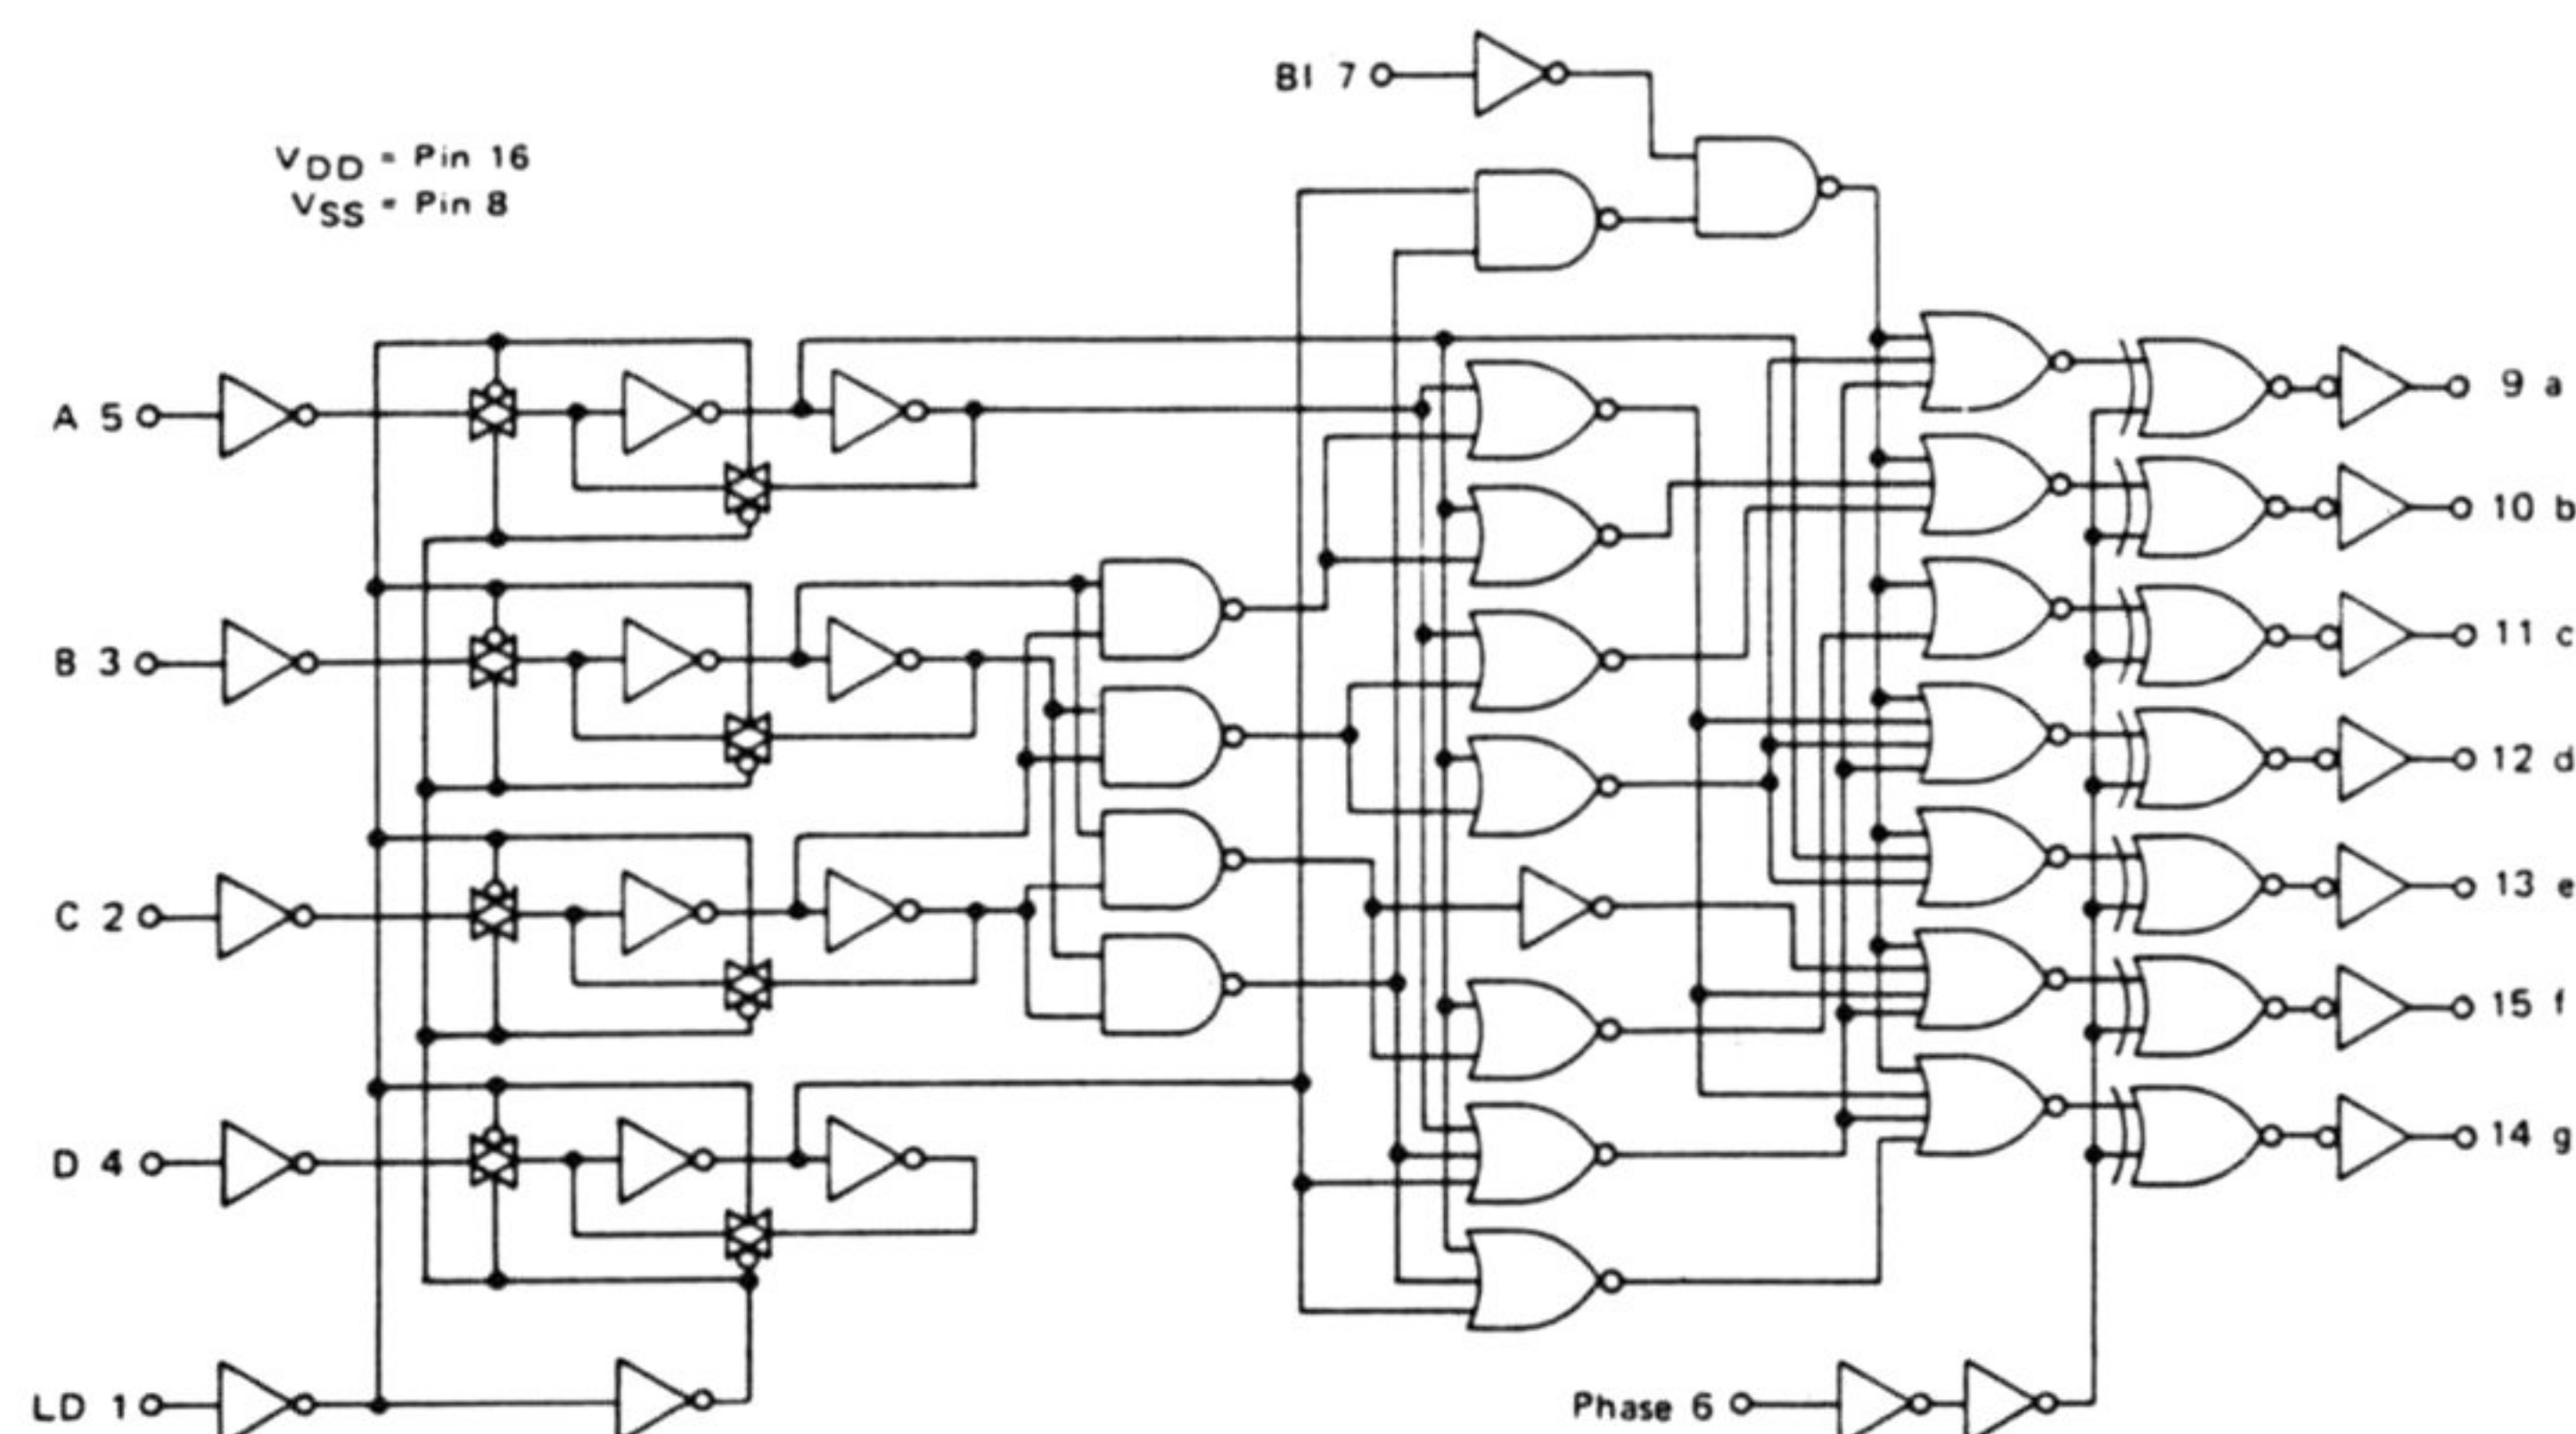 BI 7
VDD = Pin 16
VSS = Pin 8
A 5
9 a
10 b
B 3
11 c
12 d
C 2
13 e
15 f
D 4
14 g
LD 1
Phase 6